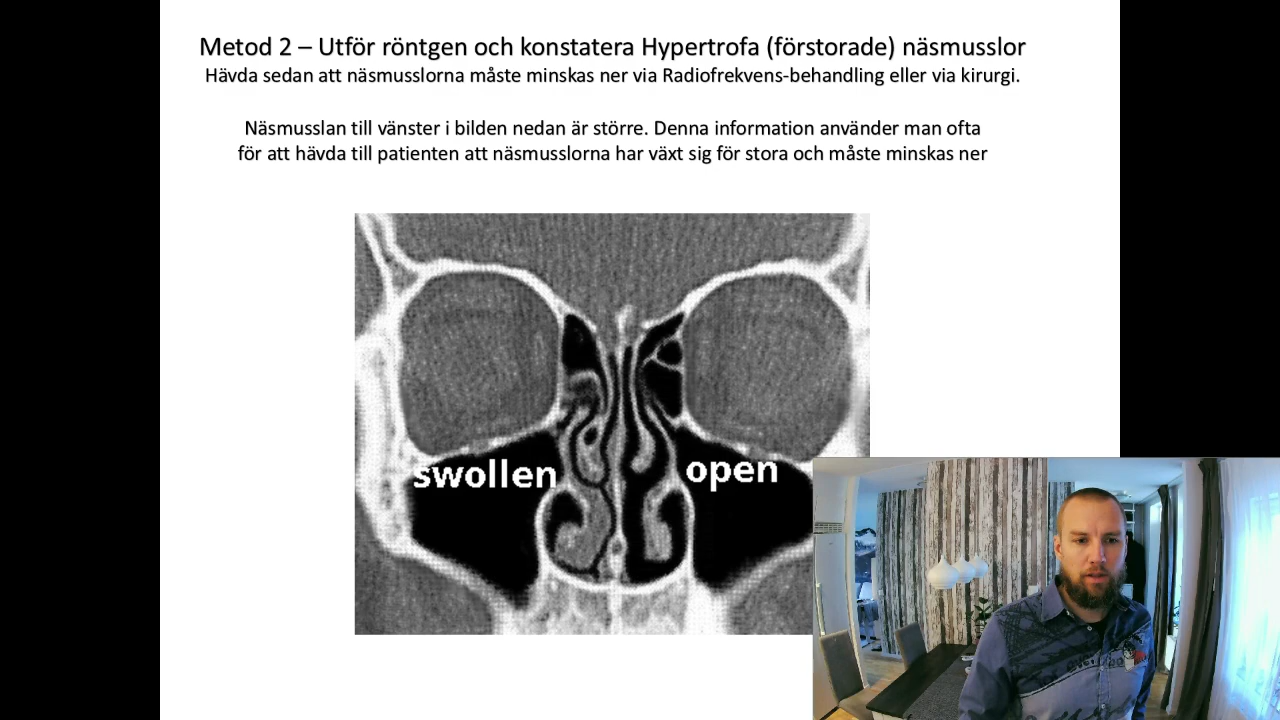 Metod 2 – Utför röntgen och konstatera Hypertrofa (förstorade) näsmusslor
Hävda sedan att näsmusslorna måste minskas ner via Radiofrekvens-behandling eller via kirurgi.
Näsmusslan till vänster i bilden nedan är större. Denna information använder man ofta
för att hävda till patienten att näsmusslorna har växt sig för stora och måste minskas ner
swollen
open